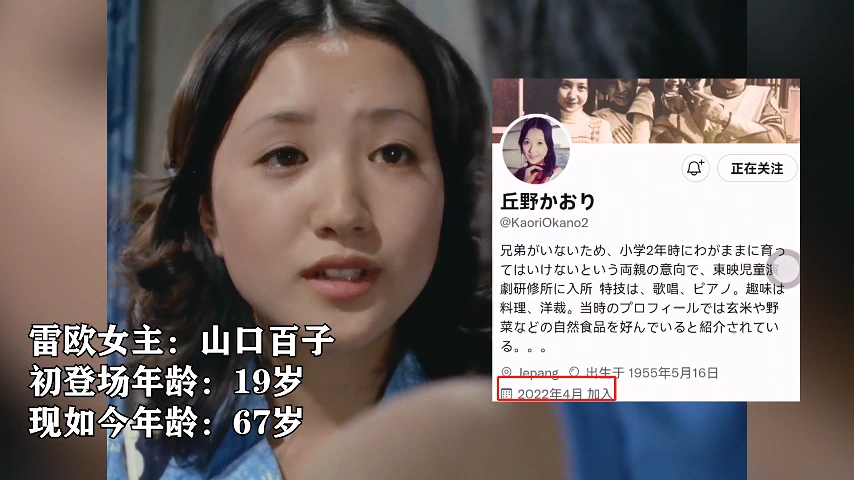 雷欧女主：山口百子
初登场年龄：19岁
现如今年龄：67岁
正在关注
丘野かおり
@KaoriOkano2
兄弟がいないため、小学2年時にわがままに育っ
てはいけないという両親の意向で、東映児童演
劇研修所に入所 特技は、歌唱、ピアノ。趣味は
料理、洋裁。当時のプロフィールでは玄米や野
菜などの自然食品を好んでいると紹介されてい
る。。。
Jepang 出生于 1955年5月16日
2022年4月 加入